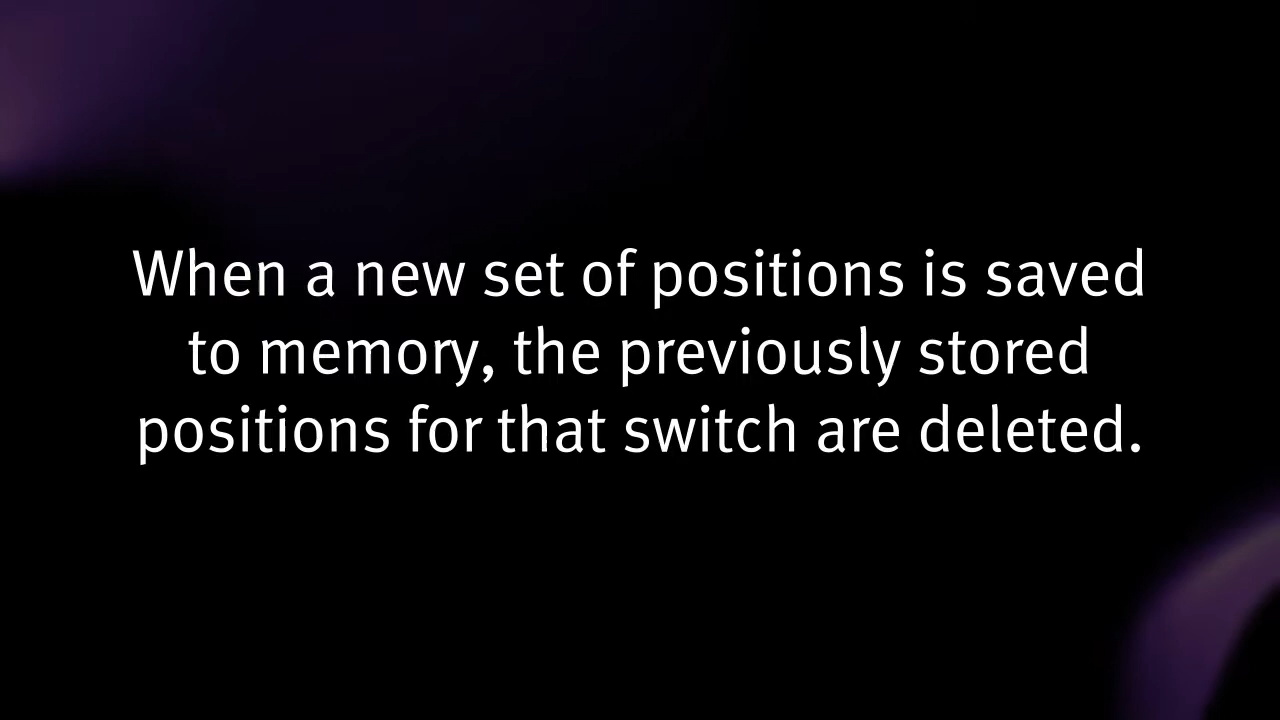 When a new set of positions is saved
to memory, the previously stored
positions for that switch are deleted.